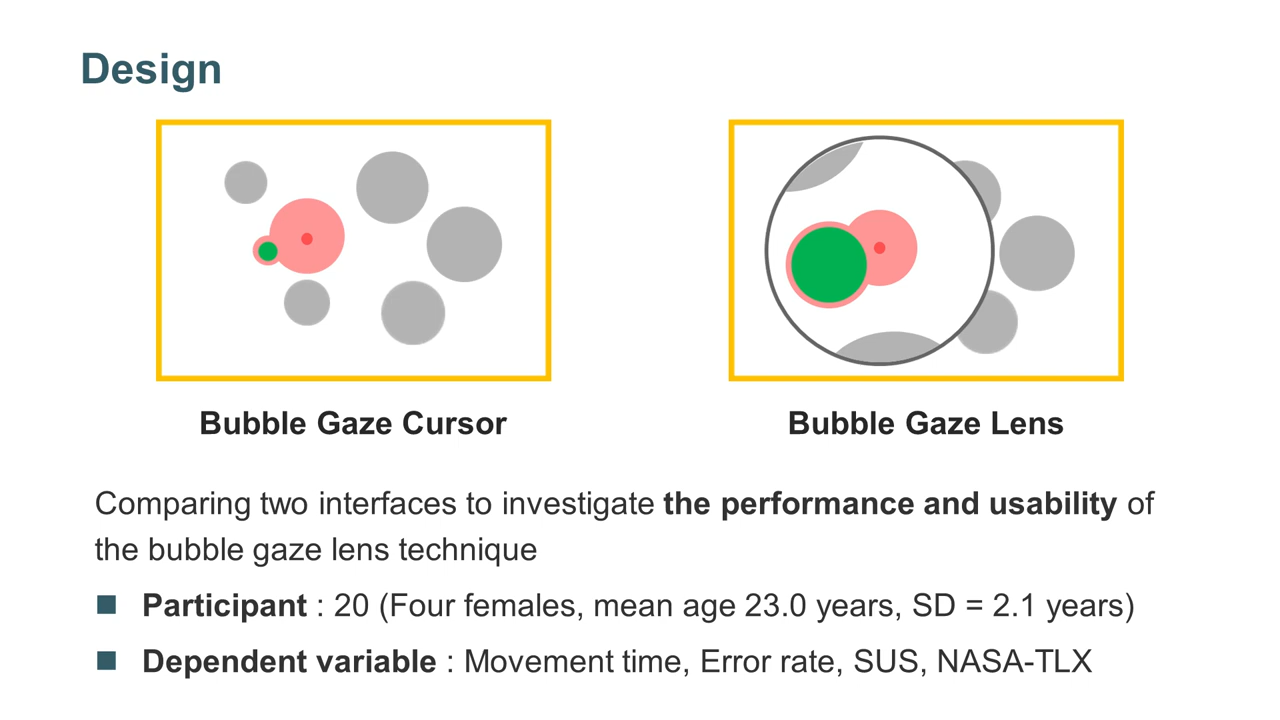 Design
Bubble Gaze Cursor
Bubble Gaze Lens
Comparing two interfaces to investigate the performance and usability of
the bubble gaze lens technique
Participant : 20 (Four females, mean age 23.0 years, SD = 2.1 years)
Dependent variable : Movement time, Error rate, SUS, NASA-TLX